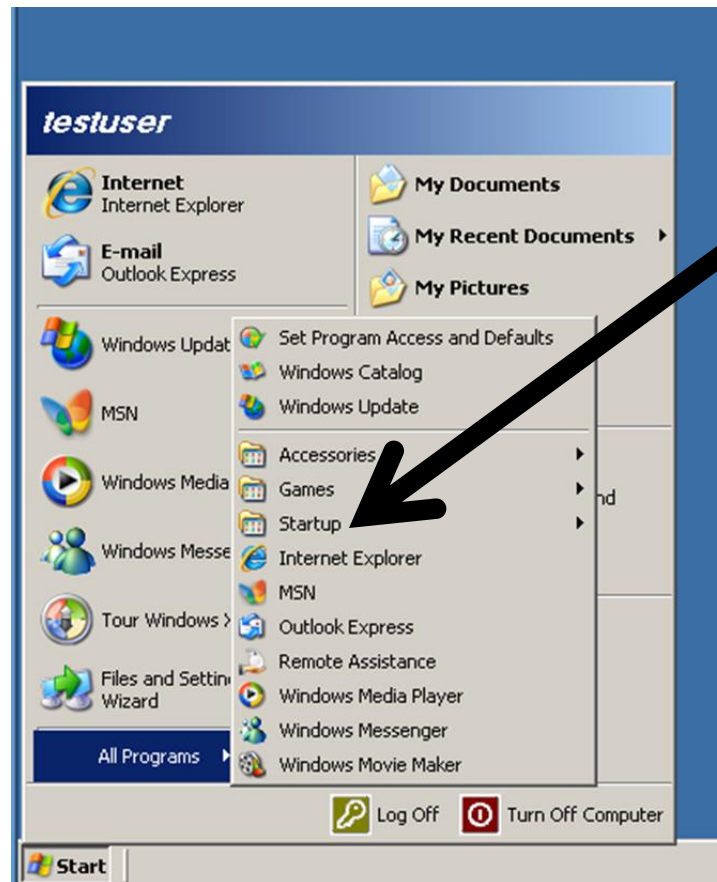 testuser
Internet
Internet Explorer
E-mail
Outlook Express
Windows Updat
MSN
Windows Media
Windows Messe
Tour Windows
Files and Settin
Wizard
All Programs
My Documents
My Recent Documents
My Pictures
nd
Set Program Access and Defaults
Windows Catalog
Windows Update
Accessories
Games
Startup
Internet Explorer
MSN
Outlook Express
Remote Assistance
Windows Media Player
Windows Messenger
Windows Movie Maker
Log Off
Turn Off Computer
Start